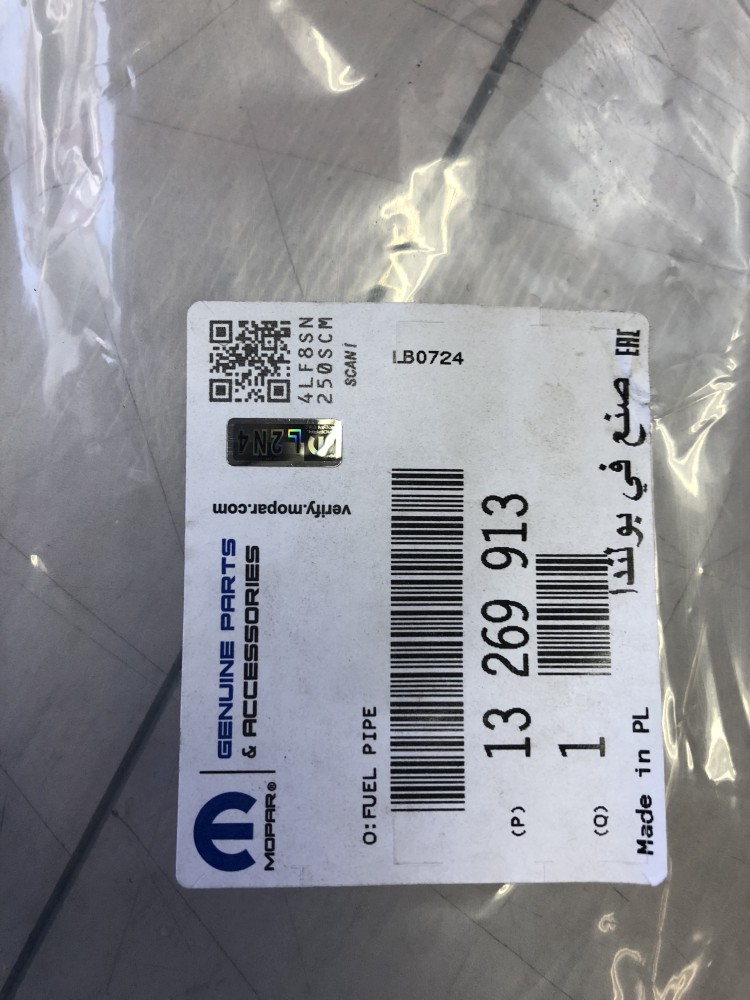 MOPAR®
GENUINE PARTS
& ACCESSORIES
verify.mopar.com
L2N4
4LF8SN
250SCM
SCAN!
O:FUEL PIPE
LB0724
(P) 13 269 913
(Q) 1
Made in PL
صنع في بولندا
EAC